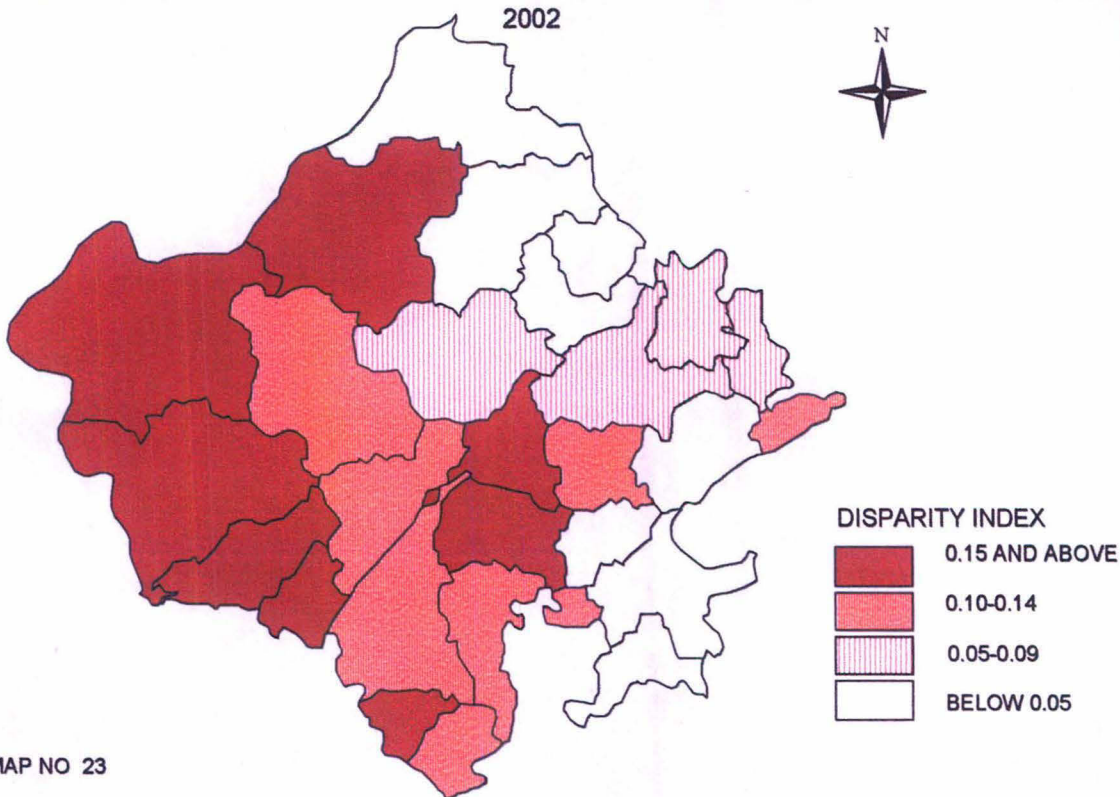 2002
N
DISPARITY INDEX
0.15 AND ABOVE
0.10-0.14
0.05-0.09
BELOW 0.05
MAP NO 23